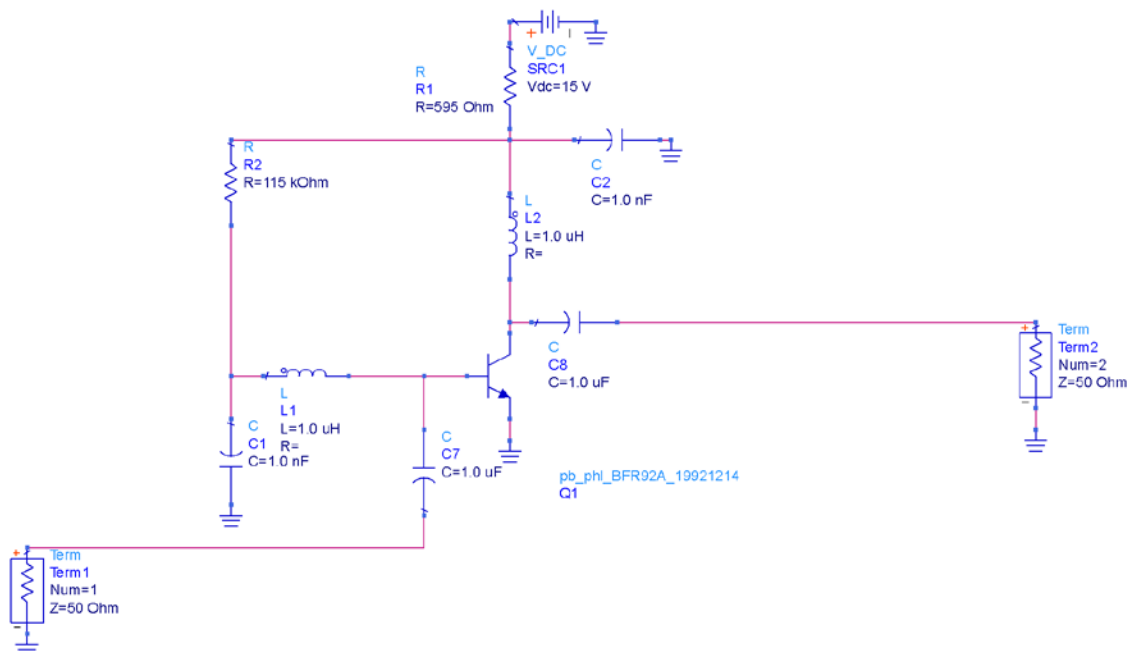 +
V_DC
SRC1
Vdc=15 V
R
R1
R=595 Ohm
R
R2
R=115 kOhm
C
C2
C=1.0 nF
L
L2
L=1.0 uH
R=
C
C8
C=1.0 uF
+
Term
Term2
Num=2
Z=50 Ohm
-
L
L1
L=1.0 uH
R=
C
C1
C=1.0 nF
C
C7
C=1.0 uF
pb_phl_BFR92A_19921214
Q1
+
Term
Term1
Num=1
Z=50 Ohm
-